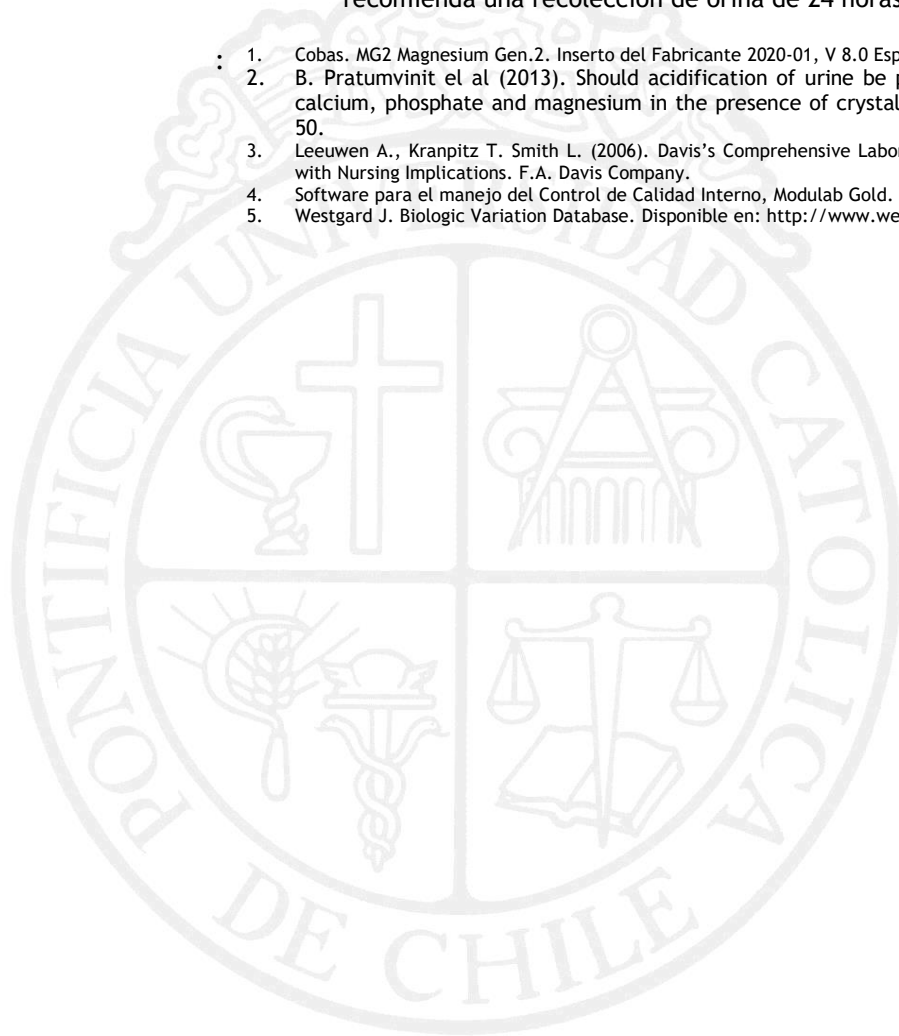 recomienda una recolección de orina de 24 horas
: 1. Cobas. MG2 Magnesium Gen.2. Inserto del Fabricante 2020-01, V 8.0 Esp
2. B. Pratumvinit el al (2013). Should acidification of urine be p
calcium, phosphate and magnesium in the presence of crystal
50.
3. Leeuwen A., Kranpitz T. Smith L. (2006). Davis's Comprehensive Labor
with Nursing Implications. F.A. Davis Company.
4. Software para el manejo del Control de Calidad Interno, Modulab Gold.
5. Westgard J. Biologic Variation Database. Disponible en: http://www.we
PONTIFICIA UNIVERSIDAD CATOLICA
DE CHILE